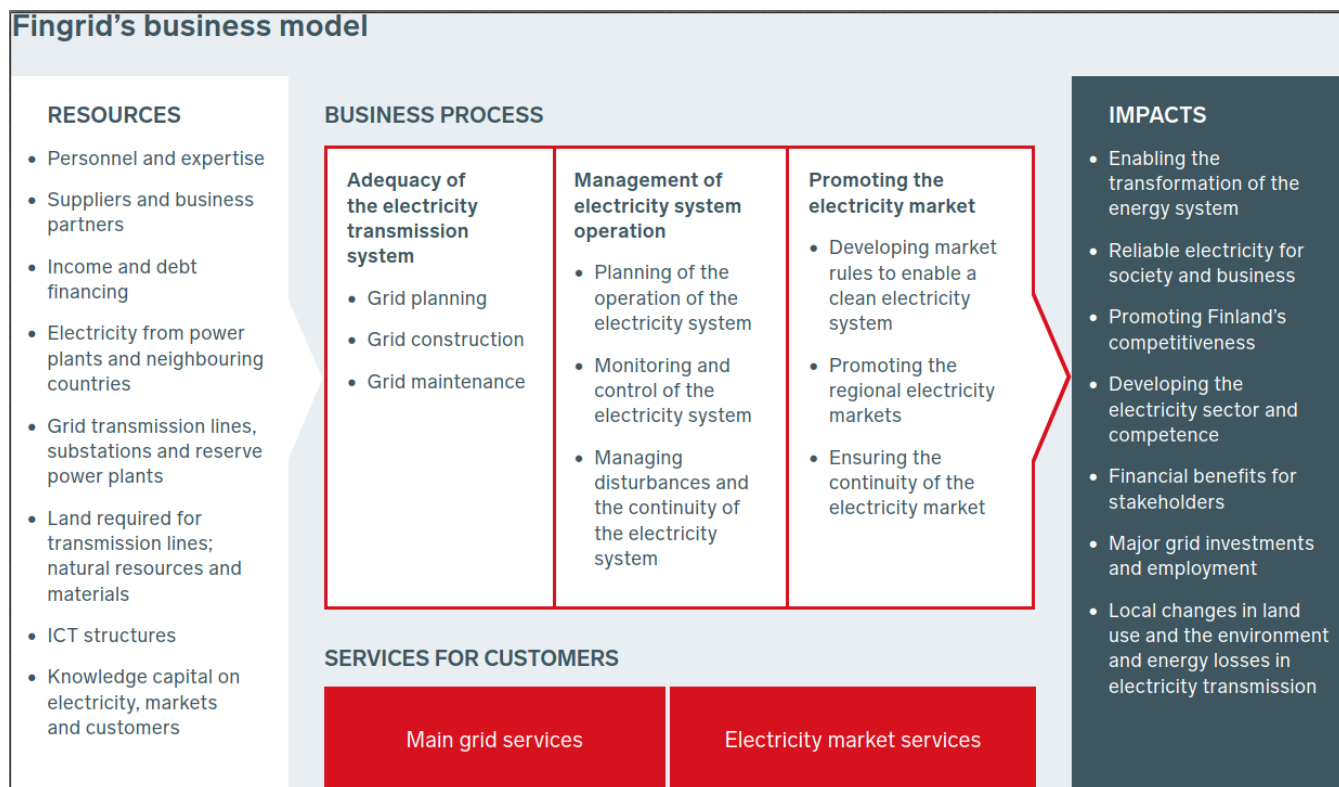 Fingrid's business model
RESOURCES
• Personnel and expertise
• Suppliers and business
partners
• Income and debt
financing
• Electricity from power
plants and neighbouring
countries
• Grid transmission lines,
substations and reserve
power plants
• Land required for
transmission lines;
natural resources and
materials
• ICT structures
• Knowledge capital on
electricity, markets
and customers
BUSINESS PROCESS
Adequacy of
the electricity
transmission
system
• Grid planning
• Grid construction
• Grid maintenance
Management of
electricity system
operation
• Planning of the
operation of the
electricity system
• Monitoring and
control of the
electricity system
• Managing
disturbances and
the continuity of
the electricity
system
Promoting the
electricity market
• Developing market
rules to enable a
clean electricity
system
• Promoting the
regional electricity
markets
• Ensuring the
continuity of the
electricity market
SERVICES FOR CUSTOMERS
Main grid services
Electricity market services
IMPACTS
• Enabling the
transformation of the
energy system
• Reliable electricity for
society and business
• Promoting Finland's
competitiveness
• Developing the
electricity sector and
competence
• Financial benefits for
stakeholders
• Major grid investments
and employment
• Local changes in land
use and the environment
and energy losses in
electricity transmission